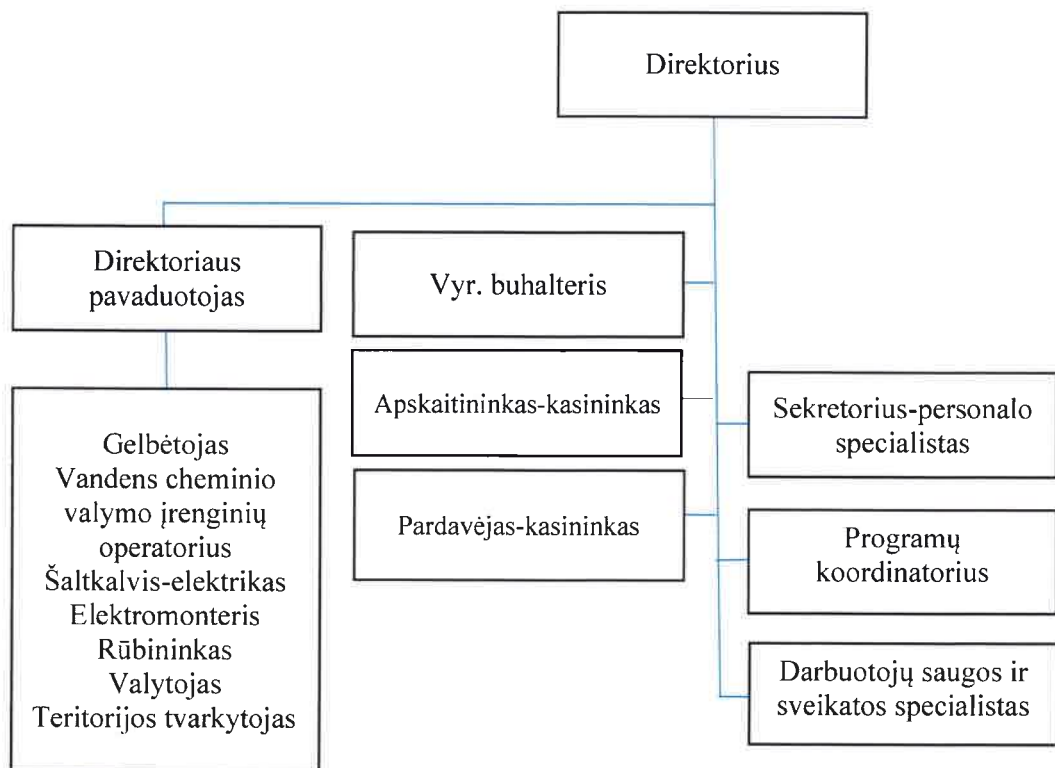 Direktorius
Direktoriaus
pavaduotojas
Vyr. buhalteris
Apskaitininkas-kasininkas
Pardavėjas-kasininkas
Gelbėtojas
Vandens cheminio
valymo įrenginių
operatorius
Šaltkalvis-elektrikas
Elektromonteris
Rūbininkas
Valytojas
Teritorijos tvarkytojas
Sekretorius-personalo
specialistas
Programų
koordinatorius
Darbuotojų saugos ir
sveikatos specialistas